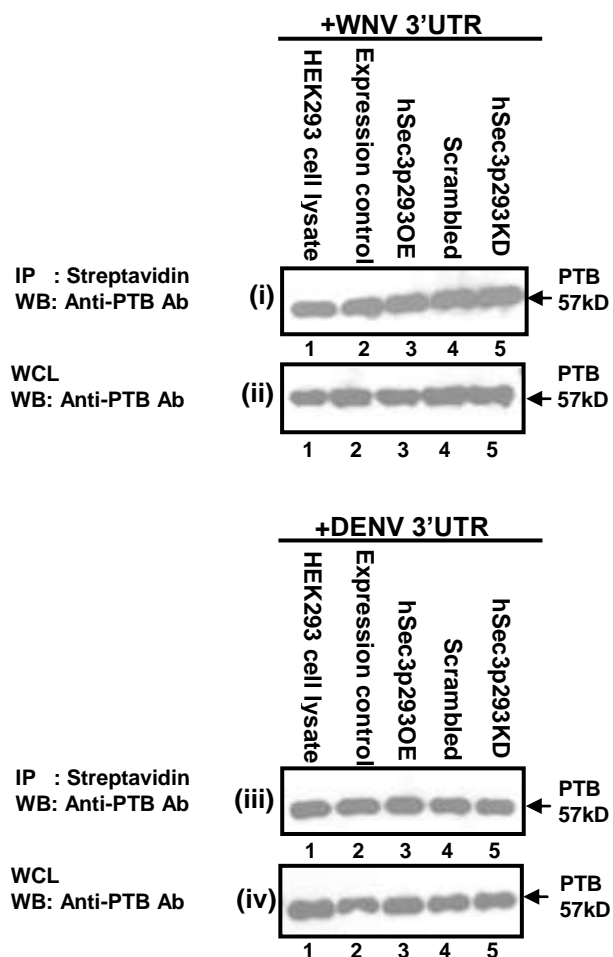 +WNV 3’UTR
HEK293 cell lysate
Expression control
hSec3p293OE
Scrambled
hSec3p293KD
IP : Streptavidin
WB: Anti-PTB Ab
(i)
PTB
57kD
1 2 3 4 5
WCL
WB: Anti-PTB Ab
(ii)
PTB
57kD
1 2 3 4 5
+DENV 3’UTR
HEK293 cell lysate
Expression control
hSec3p293OE
Scrambled
hSec3p293KD
IP : Streptavidin
WB: Anti-PTB Ab
(iii)
PTB
57kD
1 2 3 4 5
WCL
WB: Anti-PTB Ab
(iv)
PTB
57kD
1 2 3 4 5